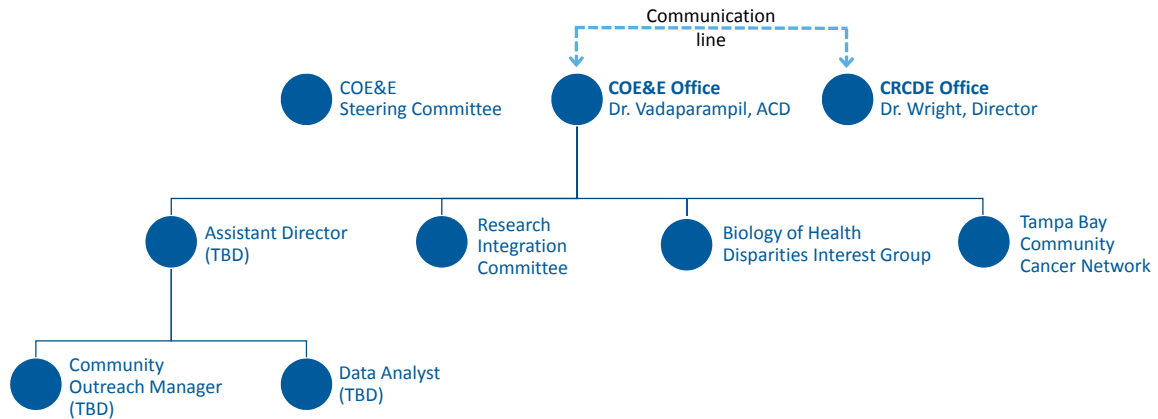 Communication
line
COE&E
Steering Committee
COE&E Office
Dr. Vadaparampil, ACD
CRCDE Office
Dr. Wright, Director
Assistant Director
(TBD)
Research
Integration
Committee
Biology of Health
Disparities Interest Group
Tampa Bay
Community
Cancer Network
Community
Outreach Manager
(TBD)
Data Analyst
(TBD)